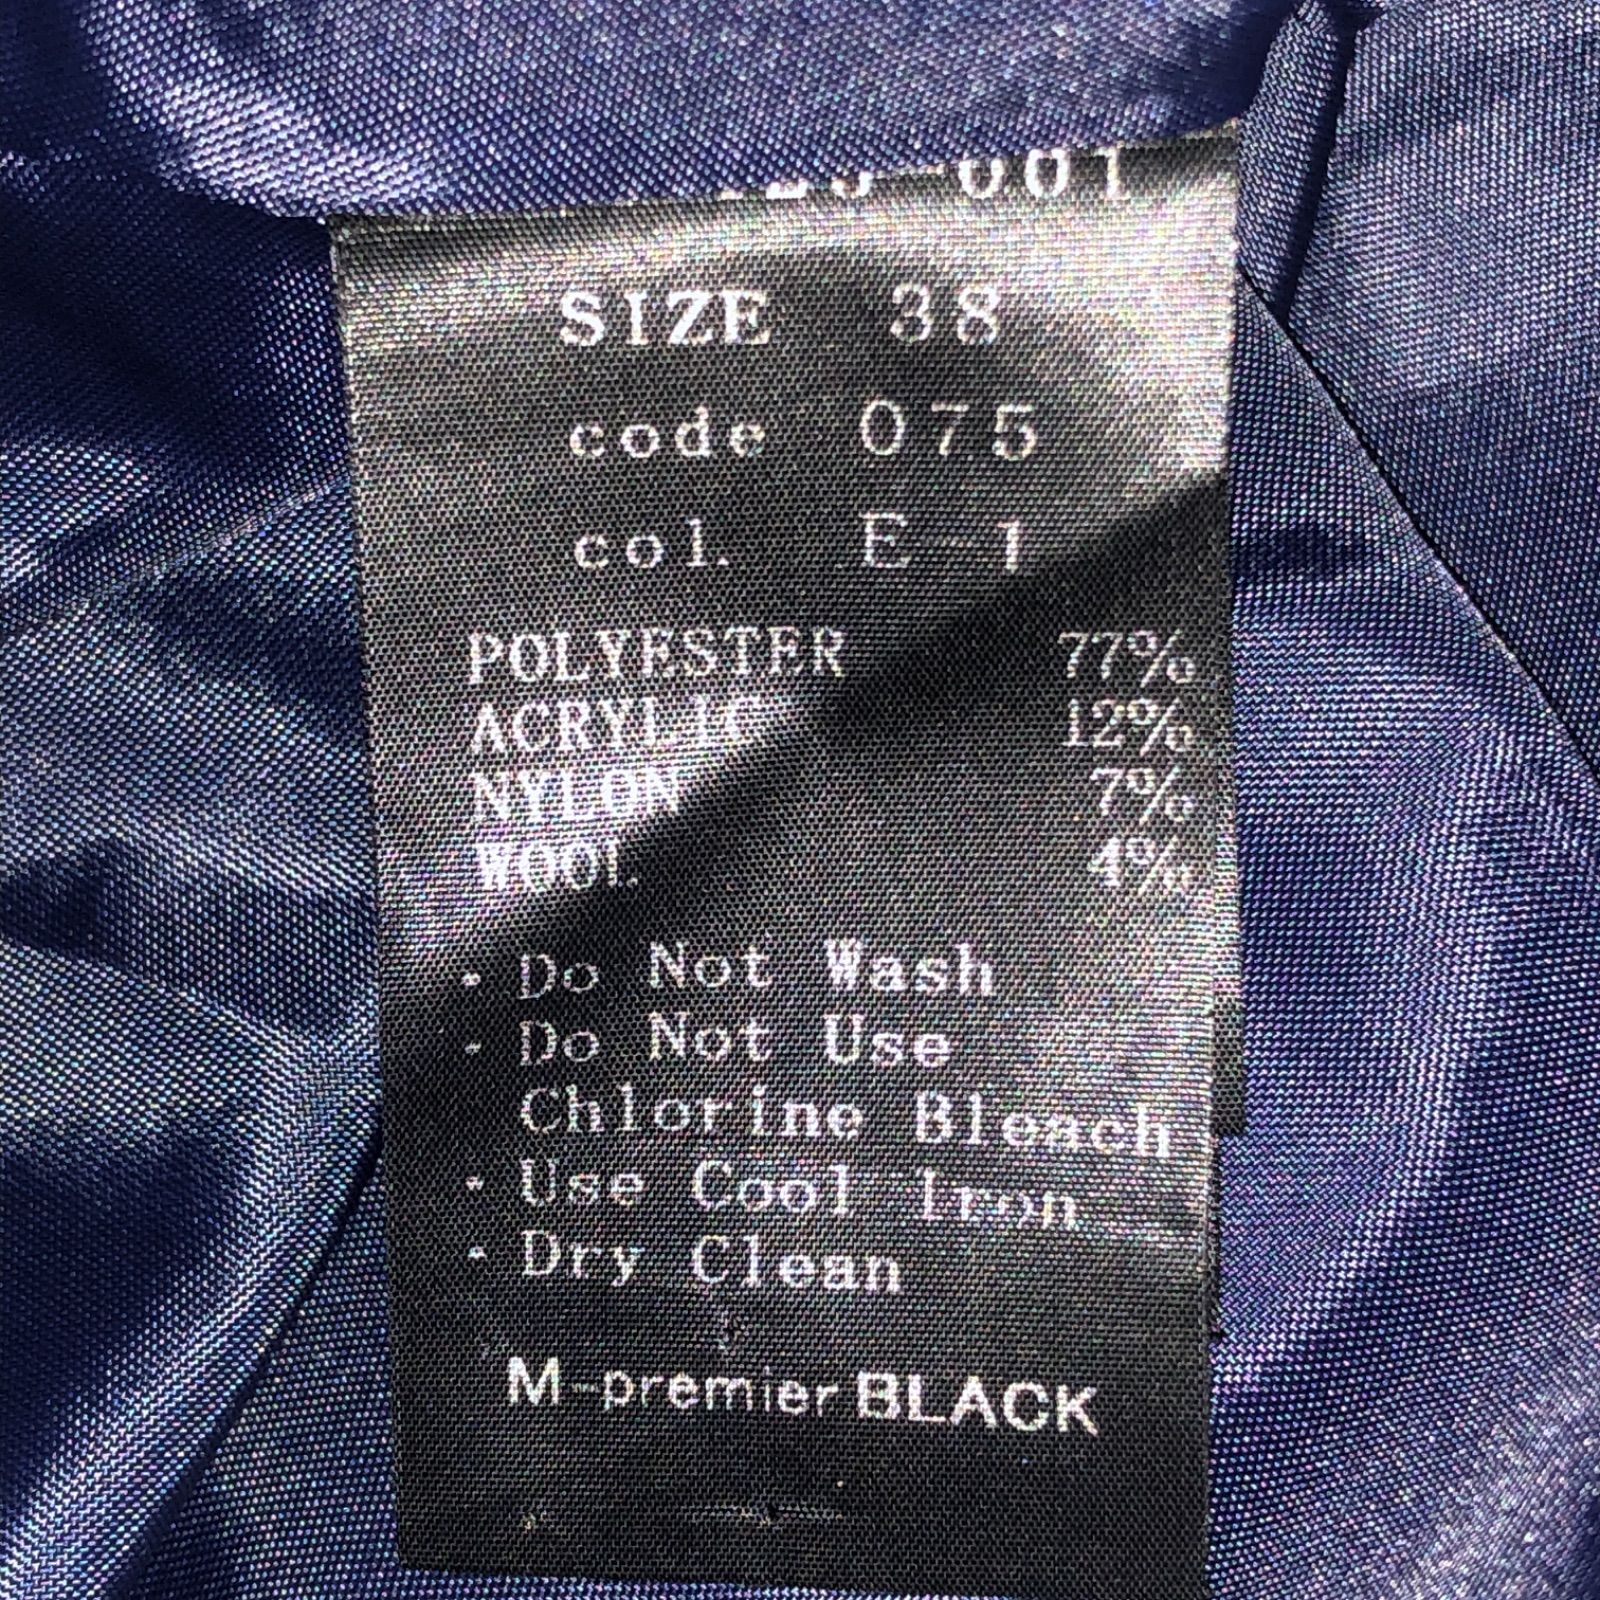 SIZE 38
code 075
col. E-1
POLYESTER 77%
ACRYLIC 12%
NYLON 7%
WOOL 4%
・Do Not Wash
・Do Not Use
Chlorine Bleach
・Use Cool Iron
・Dry Clean
M-premier BLACK